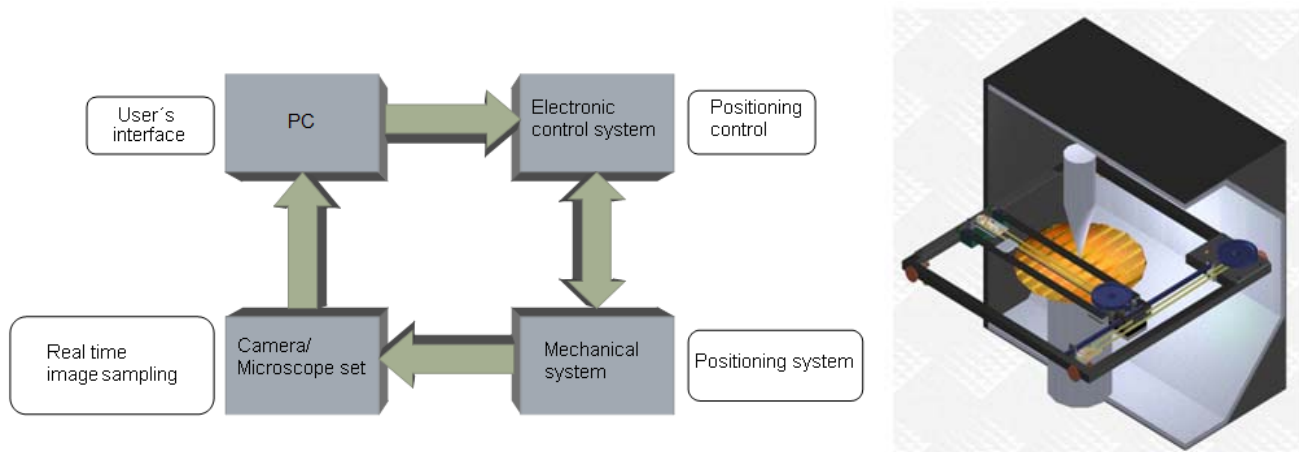 User´s
interface
PC
Electronic
control system
Positioning
control
Real time
image sampling
Camera/
Microscope set
Mechanical
system
Positioning system